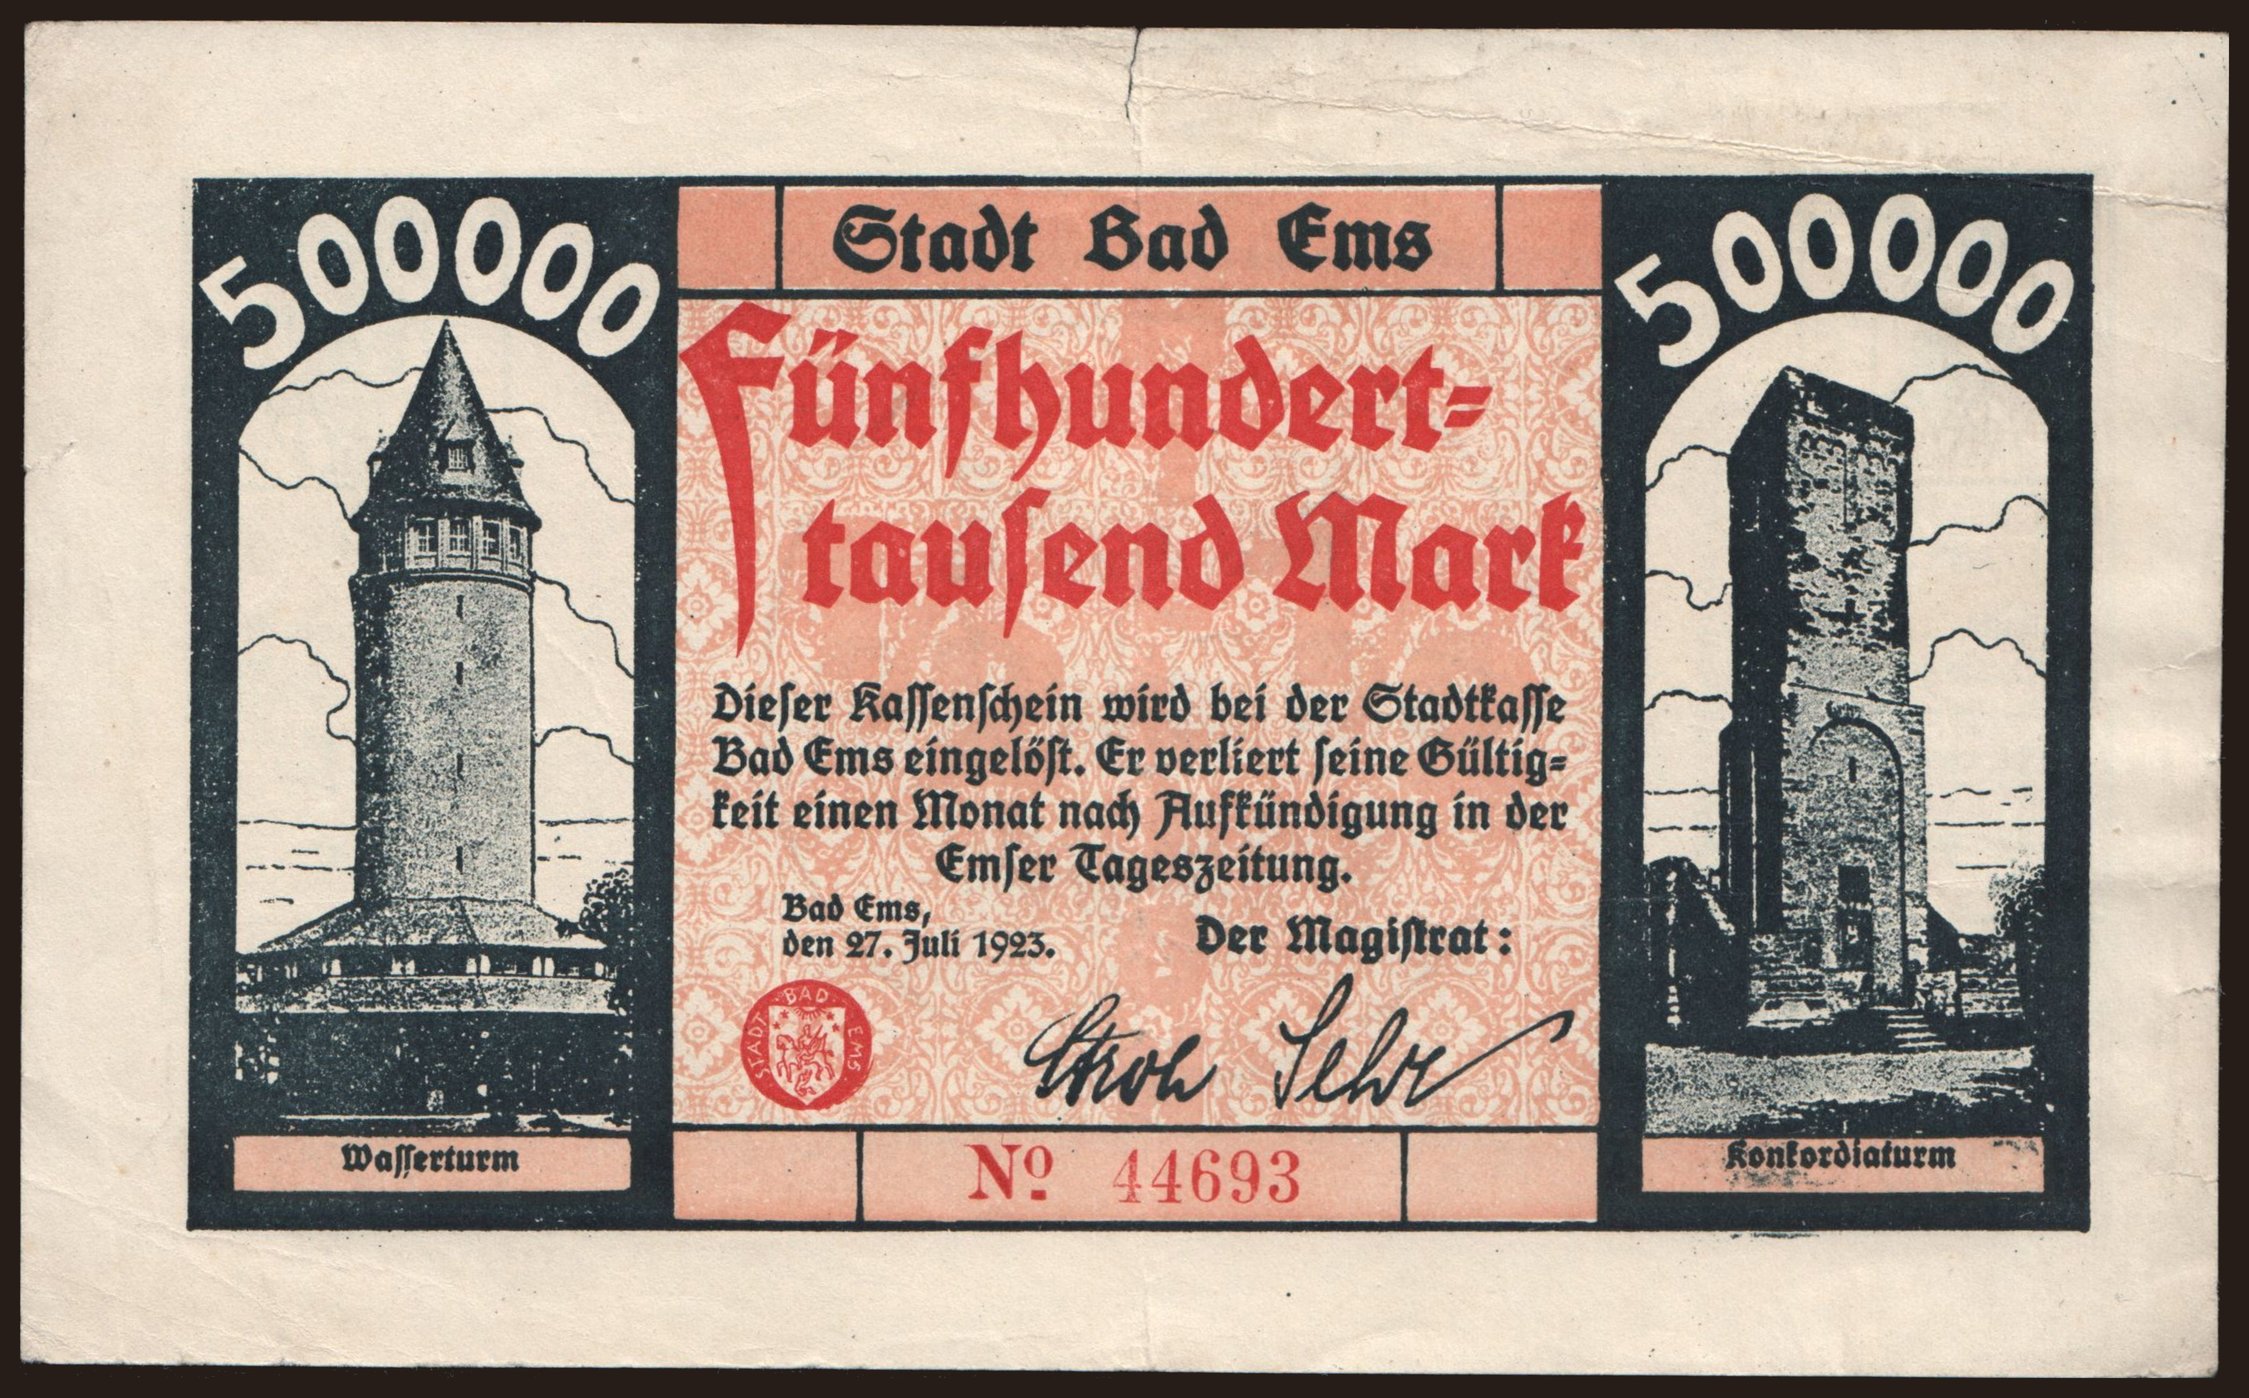 500000
Stadt Bad Ems
500000
Fünfhundert-
tauſend Mark
Dieſer Kaſſenſchein wird bei der Stadtkaſſe
Bad Ems eingelöſt. Er verliert ſeine Gültig-
keit einen Monat nach Aufkündigung in der
Emſer Tageszeitung.
Bad Ems,
den 27. Juli 1923.
Der Magiſtrat:
STADT BAD EMS
Stroh
Waſſerturm
No 44693
Konkordiaturm